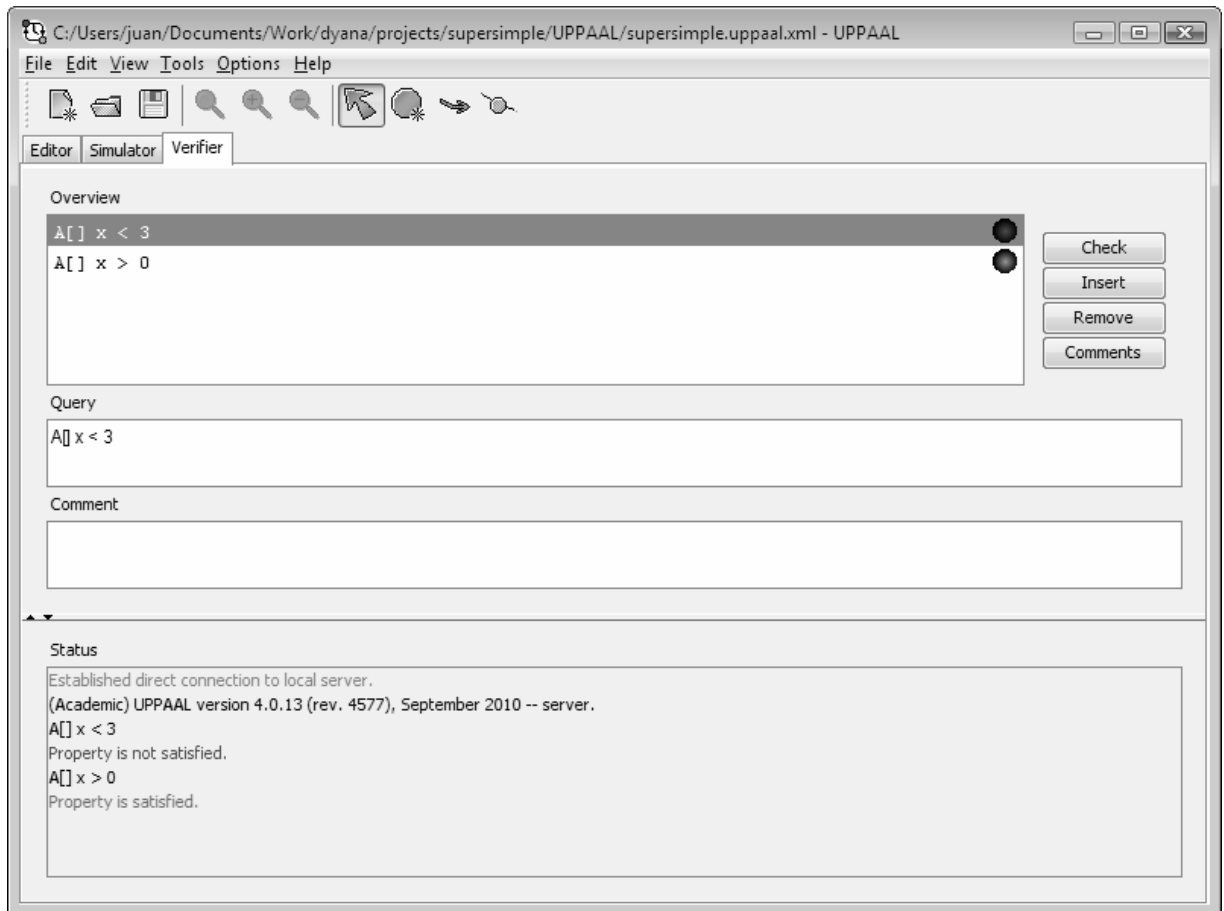 C:/Users/juan/Documents/Work/dyana/projects/supersimple/UPPAAL/supersimple.uppaal.xml - UPPAAL
File Edit View Tools Options Help
Editor Simulator Verifier
Overview
A[] x < 3
A[] x > 0
Check
Insert
Remove
Comments
Query
A[] x < 3
Comment
Status
Established direct connection to local server.
(Academic) UPPAAL version 4.0.13 (rev. 4577), September 2010 -- server.
A[] x < 3
Property is not satisfied.
A[] x > 0
Property is satisfied.